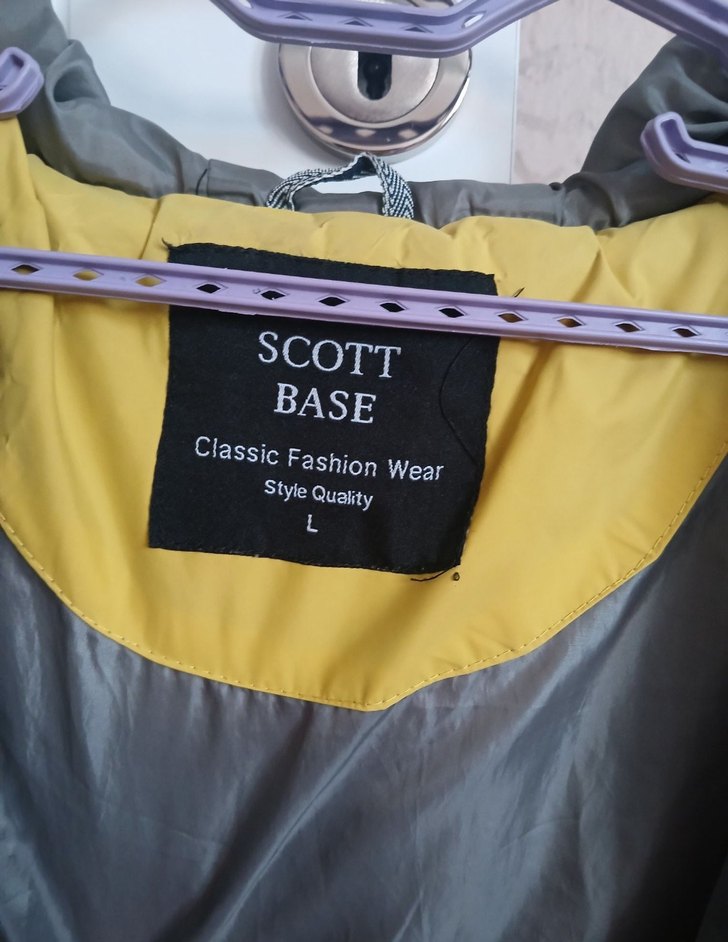 SCOTT
BASE
Classic Fashion Wear
Style Quality
L